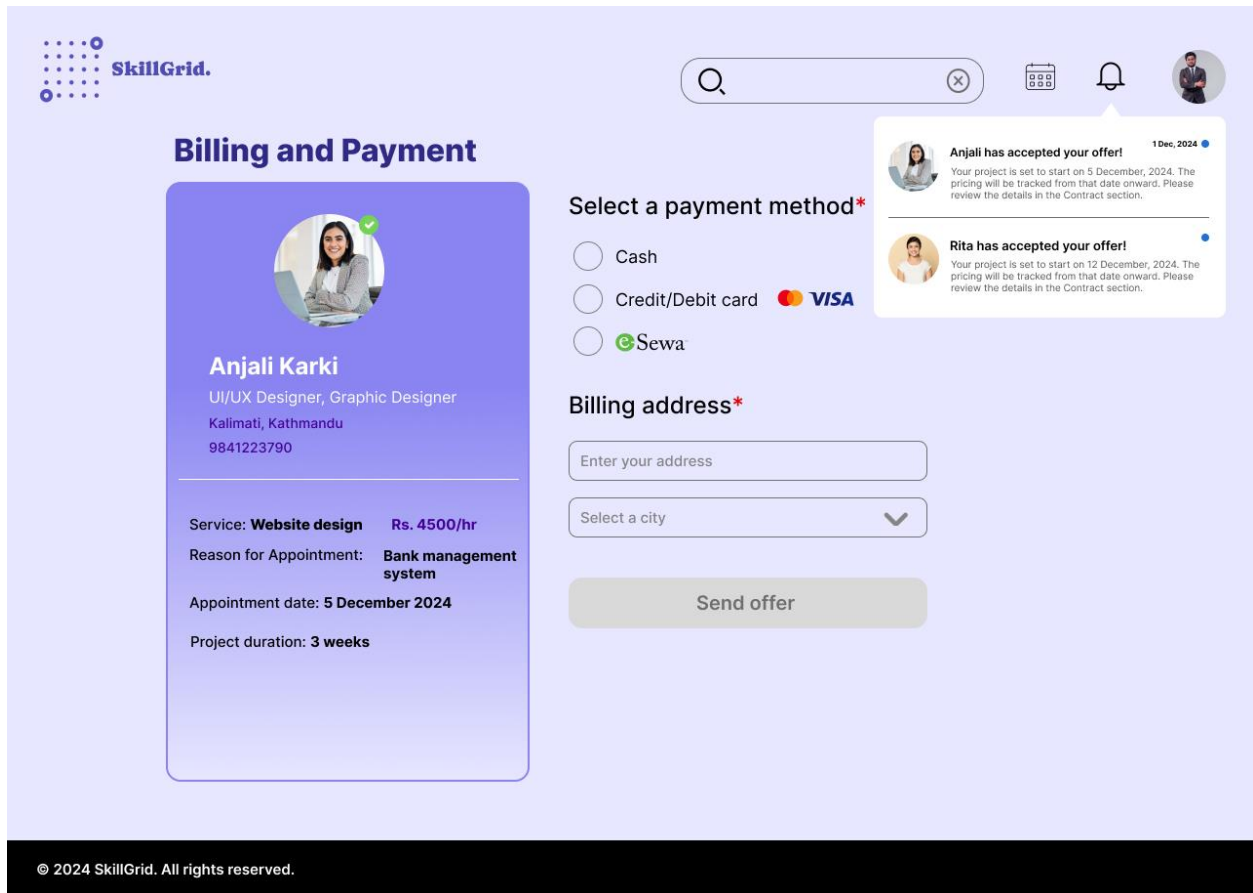 SkillGrid.
Billing and Payment
Anjali Karki
UI/UX Designer, Graphic Designer
Kalimati, Kathmandu
9841223790
Service: Website design Rs. 4500/hr
Reason for Appointment: Bank management
system
Appointment date: 5 December 2024
Project duration: 3 weeks
Select a payment method*
Cash
Credit/Debit card VISA
eSewa
Billing address*
Enter your address
Select a city
Send offer
1 Dec, 2024
Anjali has accepted your offer!
Your project is set to start on 5 December, 2024. The
pricing will be tracked from that date onward. Please
review the details in the Contract section.
Rita has accepted your offer!
Your project is set to start on 12 December, 2024. The
pricing will be tracked from that date onward. Please
review the details in the Contract section.
© 2024 SkillGrid. All rights reserved.